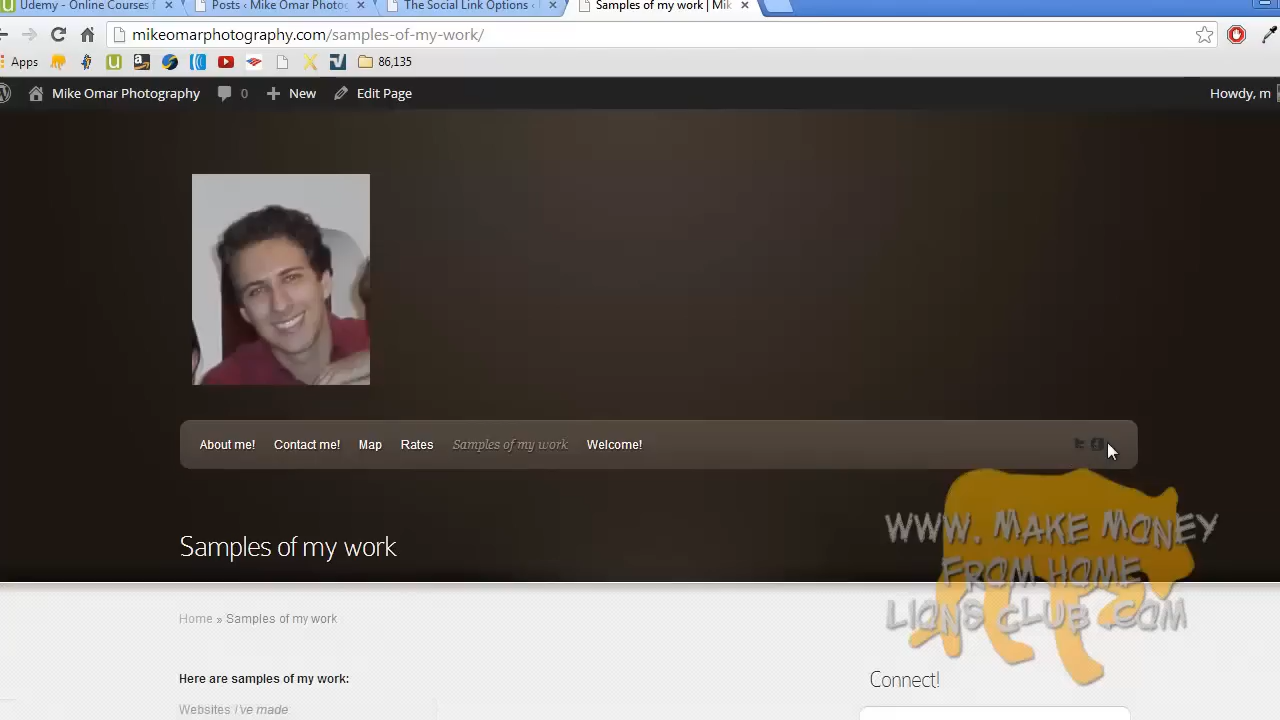 Udemy - Online Courses
Posts ‹ Mike Omar Photog
The Social Link Options ‹
Samples of my work | Mik
mikeomarphotography.com/samples-of-my-work/
Apps
86,135
Mike Omar Photography
0
New
Edit Page
Howdy, m
About me!
Contact me!
Map
Rates
Samples of my work
Welcome!
WWW. MAKE MONEY
FROM HOME
LIONS CLUB .COM
Samples of my work
Home » Samples of my work
Connect!
Here are samples of my work:
Websites I've made